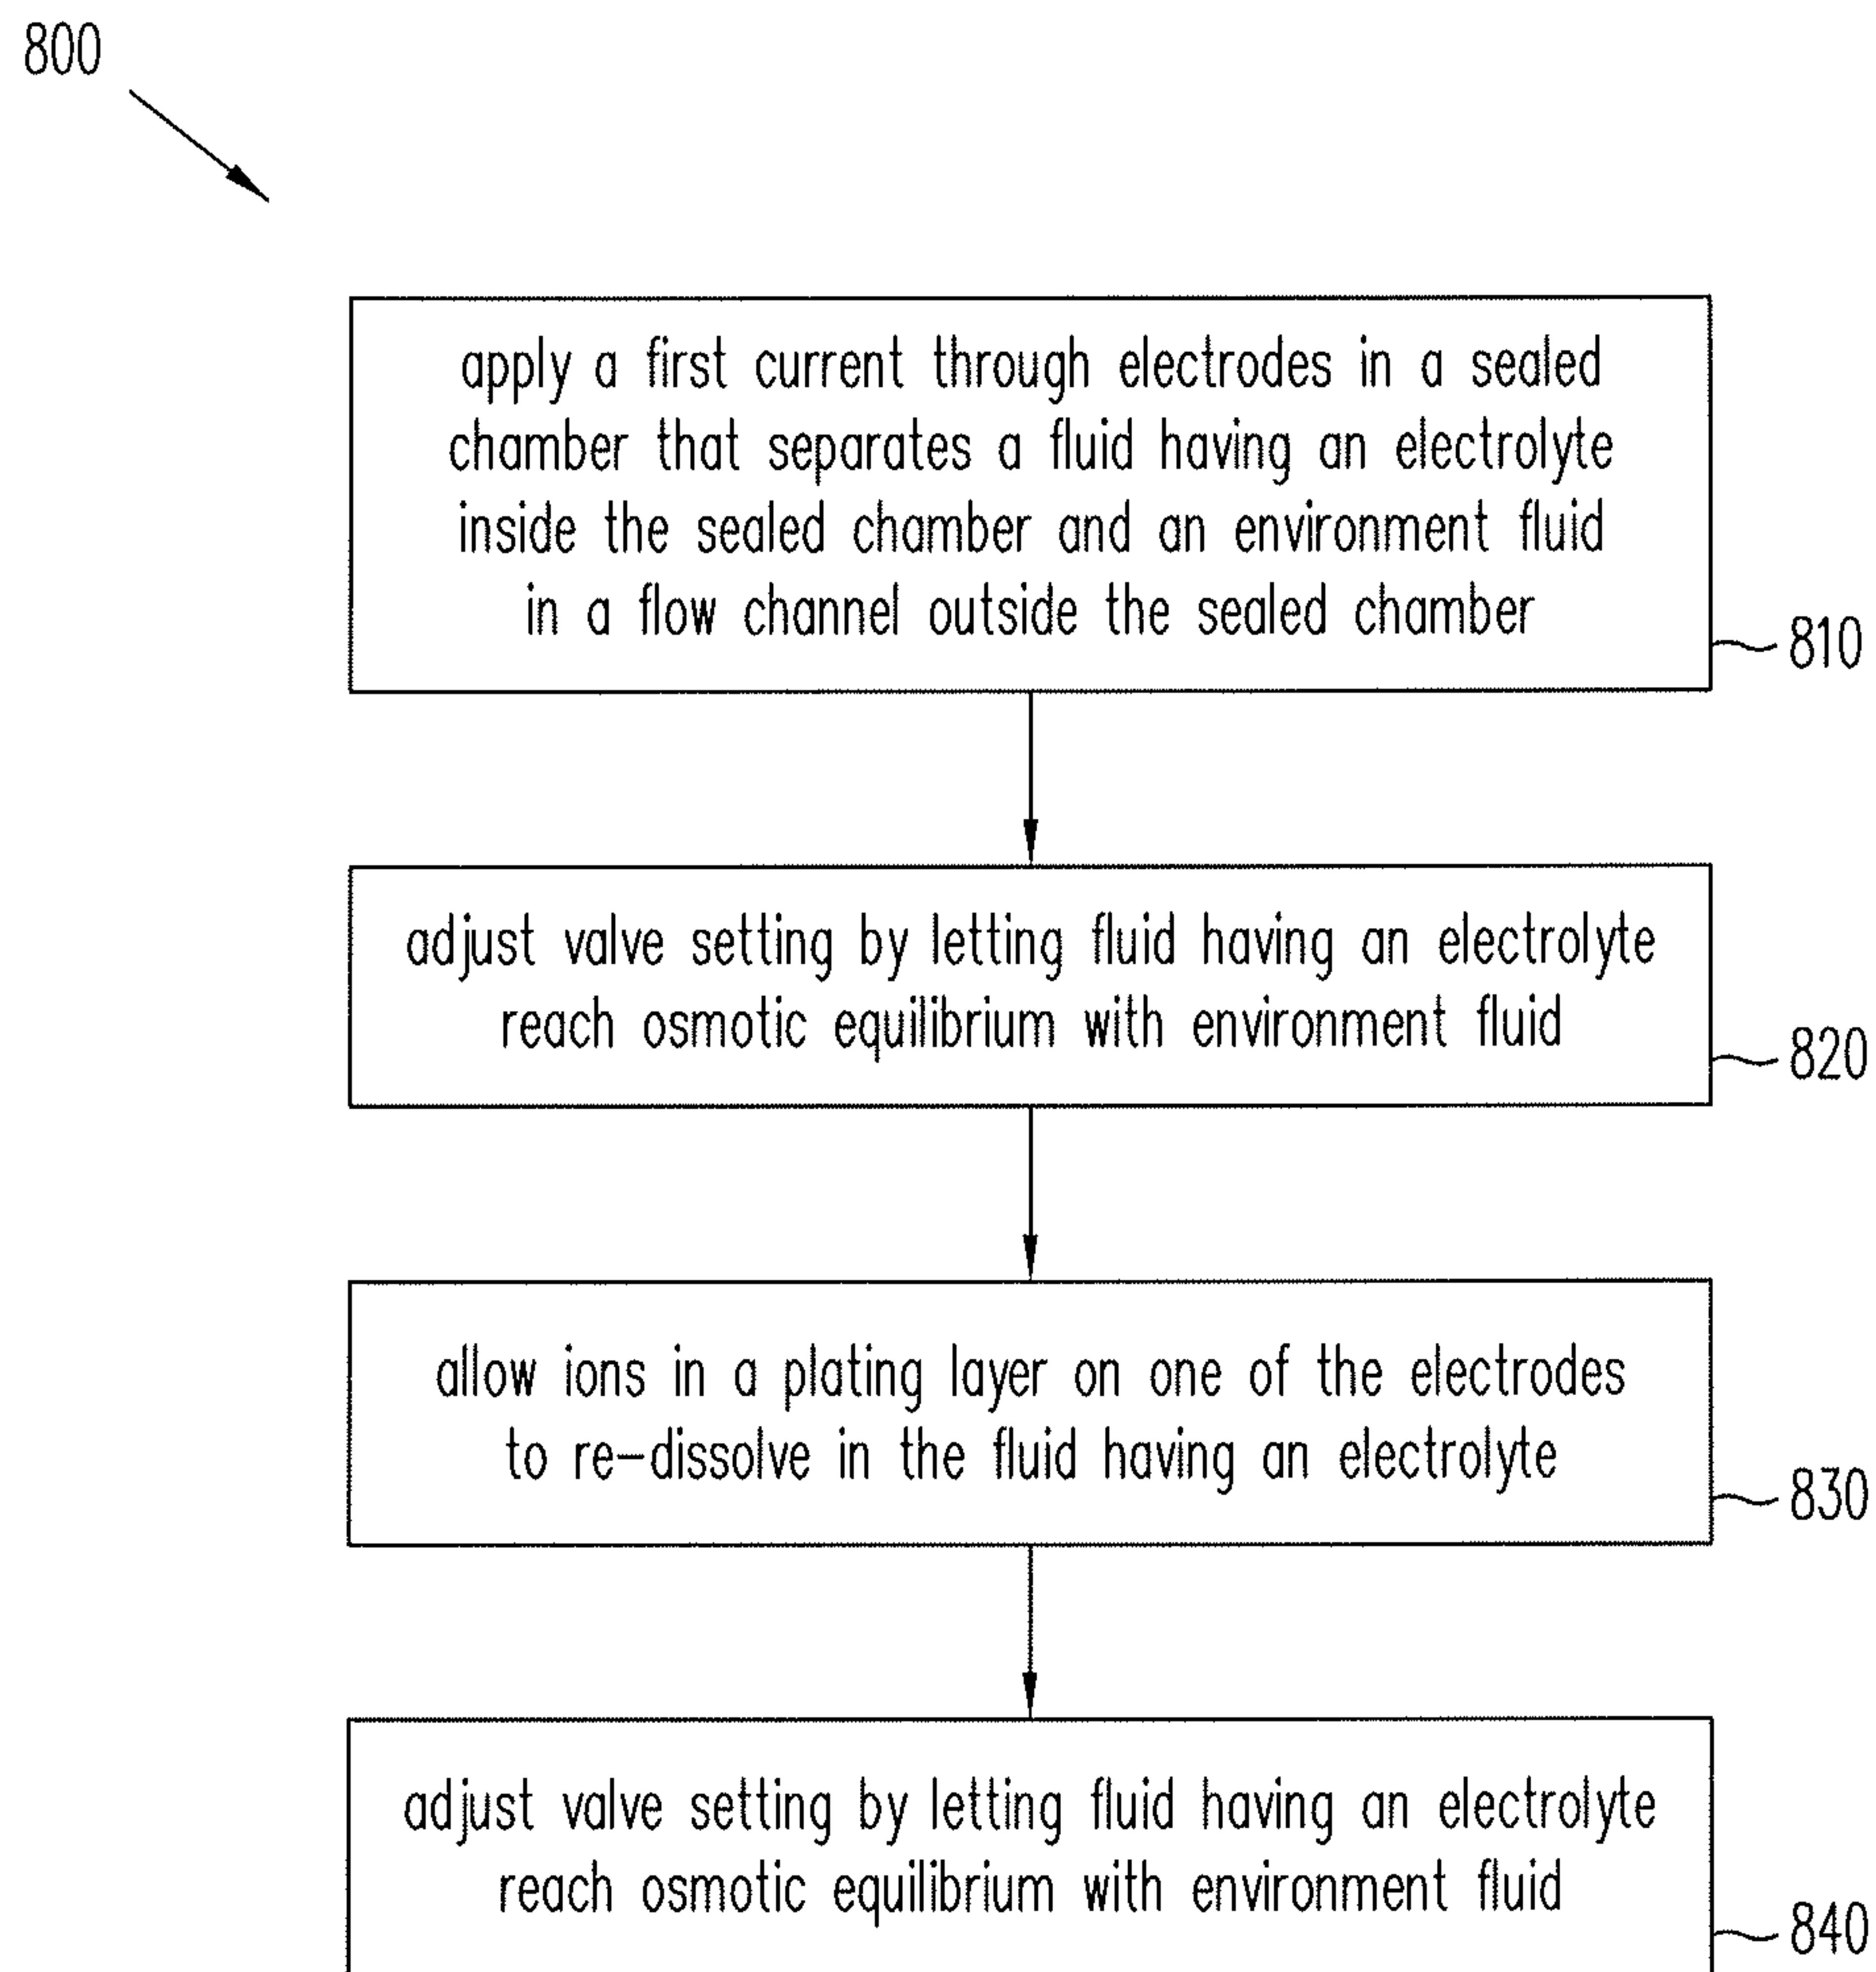 800
apply a first current through electrodes in a sealed
chamber that separates a fluid having an electrolyte
inside the sealed chamber and an environment fluid
in a flow channel outside the sealed chamber
810
adjust valve setting by letting fluid having an electrolyte
reach osmotic equilibrium with environment fluid
820
allow ions in a plating layer on one of the electrodes
to re-dissolve in the fluid having an electrolyte
830
adjust valve setting by letting fluid having an electrolyte
reach osmotic equilibrium with environment fluid
840